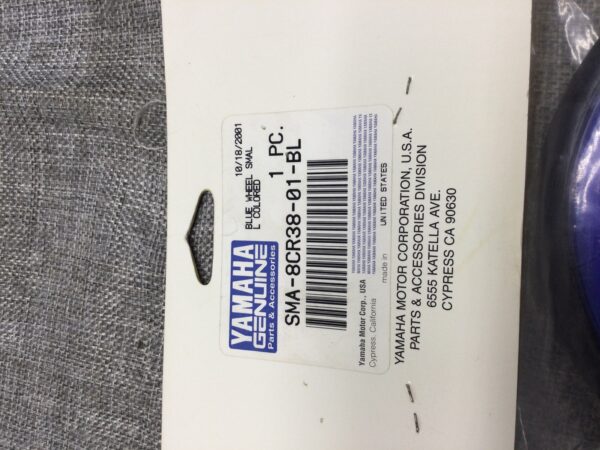 10/18/2001
BLUE WHEEL SMAL
L COLORED
1 PC.
YAMAHA
GENUINE
Parts & Accessories
SMA-8CR38-01-BL
Yamaha Motor Corp., USA
Cypress, California
made in
UNITED STATES
YAMAHA MOTOR CORPORATION, U.S.A.
PARTS & ACCESSORIES DIVISION
6555 KATELLA AVE.
CYPRESS CA 90630